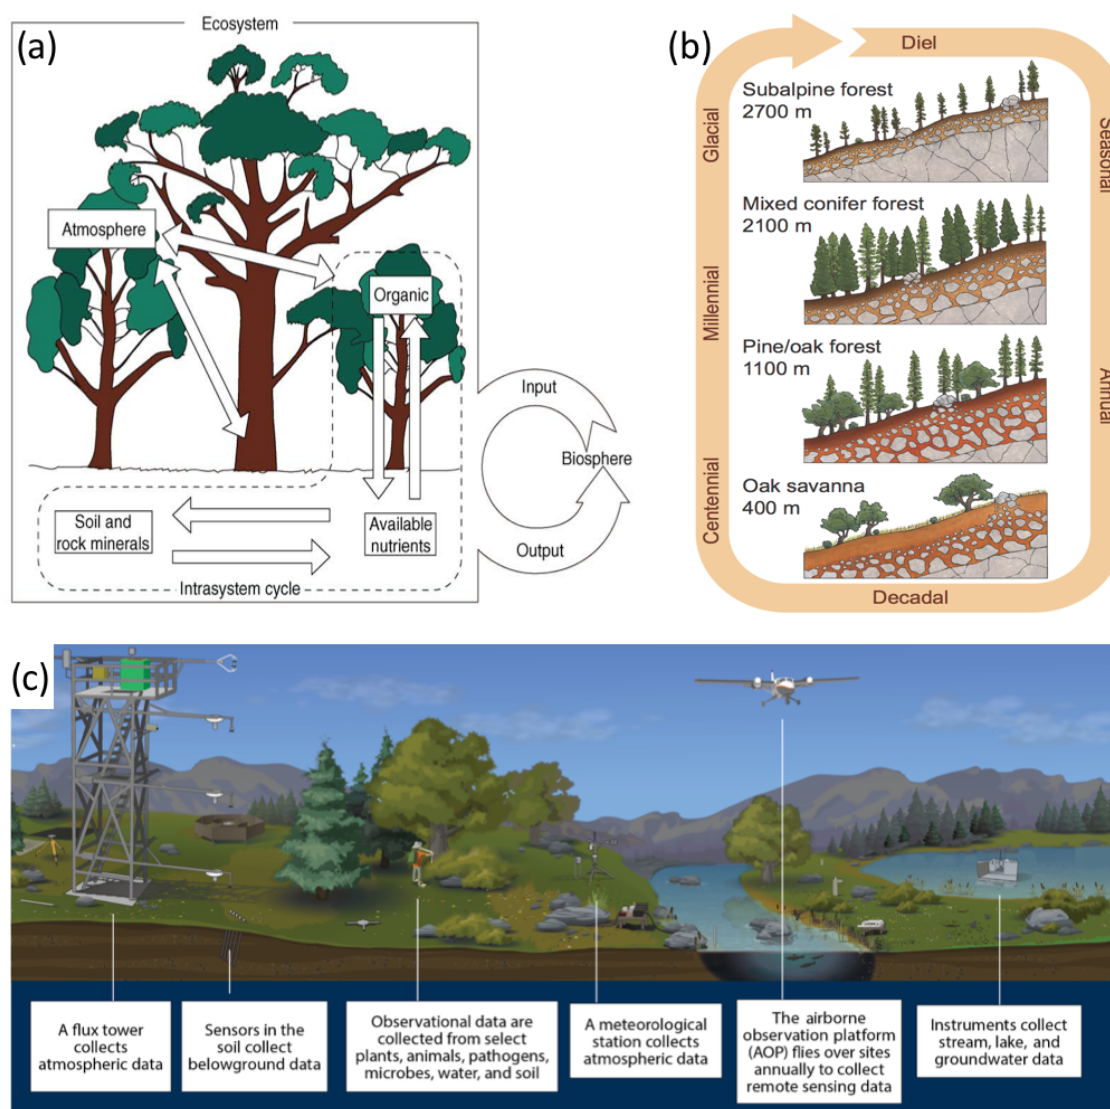 (a)
Ecosystem
Atmosphere
Organic
Soil and
rock minerals
Available
nutrients
Intrasystem cycle
Input
Biosphere
Output
(b)
Diel
Seasonal
Annual
Decadal
Centennial
Millennial
Glacial
Subalpine forest
2700 m
Mixed conifer forest
2100 m
Pine/oak forest
1100 m
Oak savanna
400 m
(c)
A flux tower
collects
atmospheric data
Sensors in the
soil collect
belowground data
Observational data are
collected from select
plants, animals, pathogens,
microbes, water, and soil
A meteorological
station collects
atmospheric data
The airborne
observation platform
(AOP) flies over sites
annually to collect
remote sensing data
Instruments collect
stream, lake, and
groundwater data